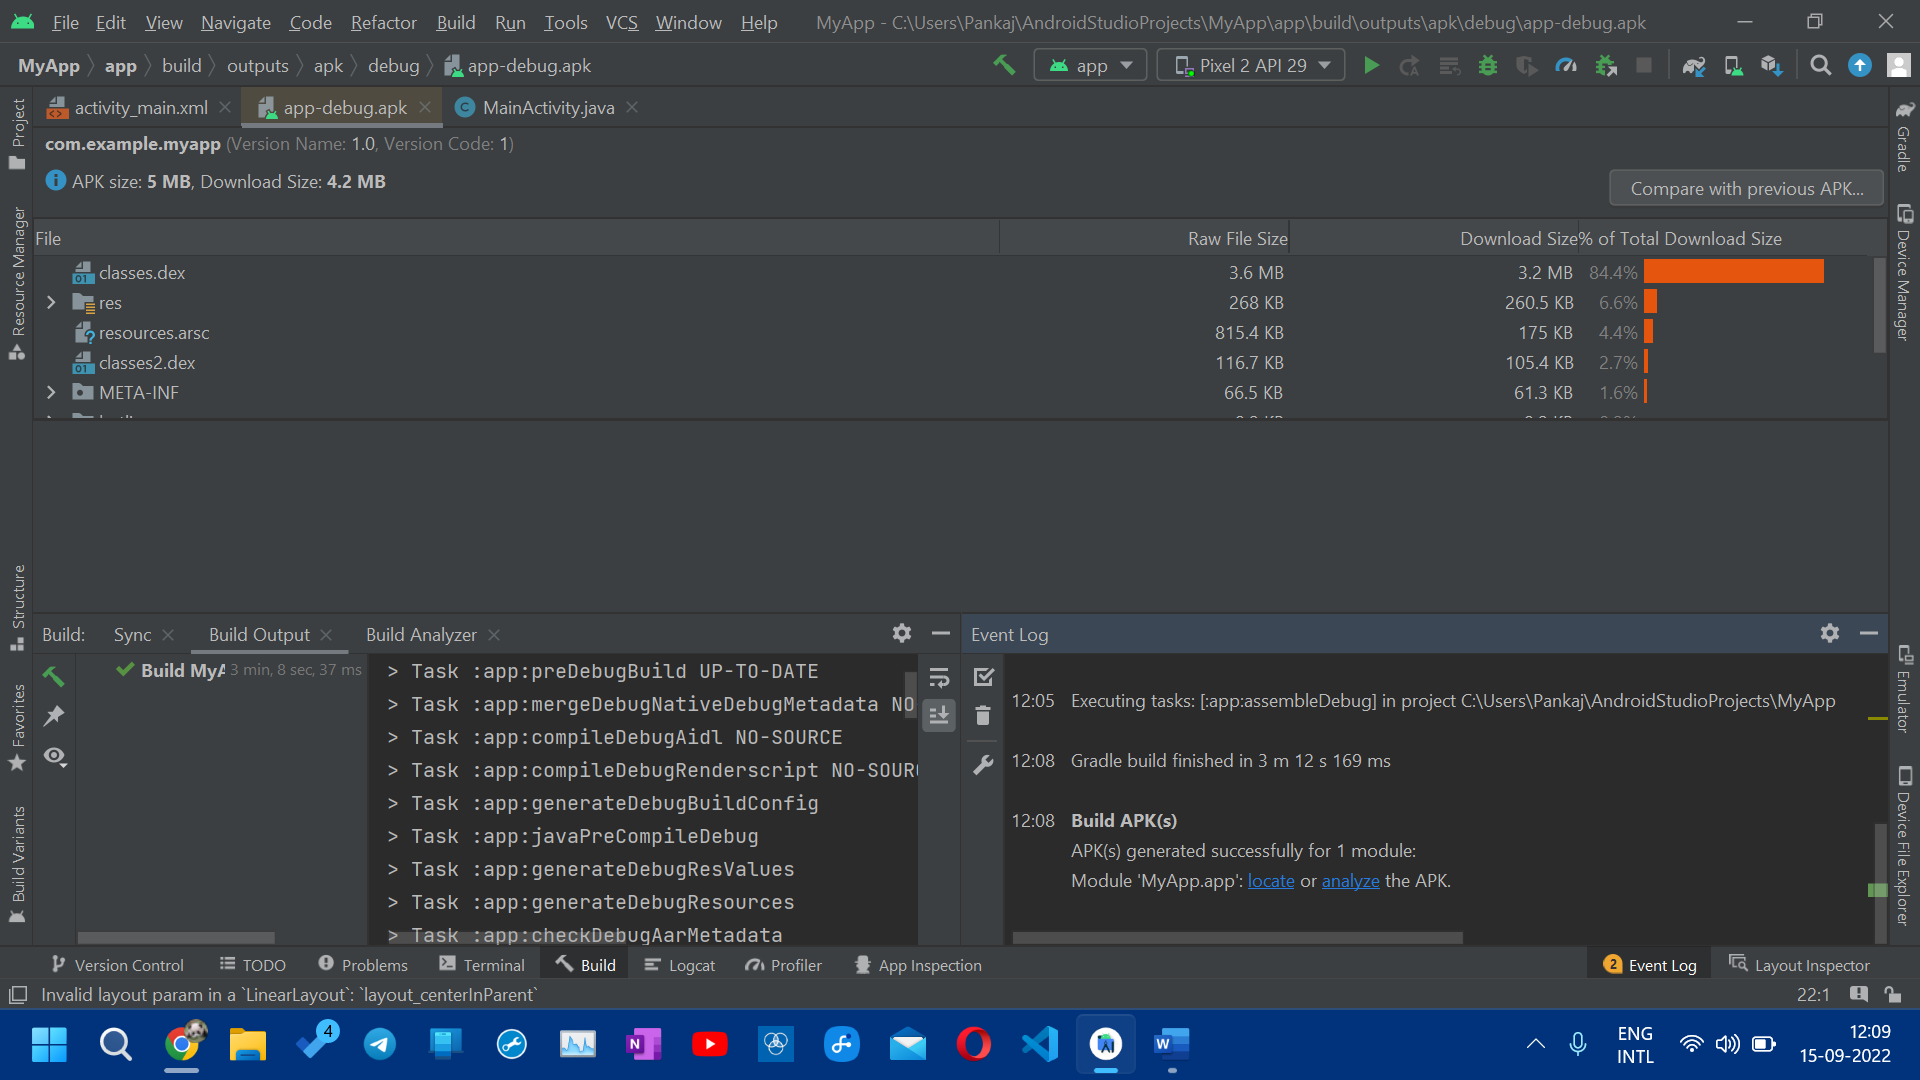 File Edit View Navigate Code Refactor Build Run Tools VCS Window Help MyApp - C:\Users\Pankaj\AndroidStudioProjects\MyApp\app\build\outputs\apk\debug\app-debug.apk
MyApp app build outputs apk debug app-debug.apk app Pixel 2 API 29
activity_main.xml app-debug.apk MainActivity.java
com.example.myapp (Version Name: 1.0, Version Code: 1)
APK size: 5 MB, Download Size: 4.2 MB
Compare with previous APK...
File Raw File Size Download Size % of Total Download Size
classes.dex 3.6 MB 3.2 MB 84.4%
res 268 KB 260.5 KB 6.6%
resources.arsc 815.4 KB 175 KB 4.4%
classes2.dex 116.7 KB 105.4 KB 2.7%
META-INF 66.5 KB 61.3 KB 1.6%
Project
Resource Manager
Structure
Favorites
Build Variants
Gradle
Device Manager
Emulator
Device File Explorer
Build: Sync Build Output Build Analyzer
Build MyA 3 min, 8 sec, 37 ms
> Task :app:preDebugBuild UP-TO-DATE
> Task :app:mergeDebugNativeDebugMetadata NO
> Task :app:compileDebugAidl NO-SOURCE
> Task :app:compileDebugRenderscript NO-SOUR
> Task :app:generateDebugBuildConfig
> Task :app:javaPreCompileDebug
> Task :app:generateDebugResValues
> Task :app:generateDebugResources
> Task :app:checkDebugAarMetadata
Event Log
12:05 Executing tasks: [:app:assembleDebug] in project C:\Users\Pankaj\AndroidStudioProjects\MyApp
12:08 Gradle build finished in 3 m 12 s 169 ms
12:08 Build APK(s)
APK(s) generated successfully for 1 module:
Module 'MyApp.app': locate or analyze the APK.
Version Control TODO Problems Terminal Build Logcat Profiler App Inspection 2 Event Log Layout Inspector
Invalid layout param in a `LinearLayout`: `layout_centerInParent` 22:1
4
ENG
INTL
12:09
15-09-2022